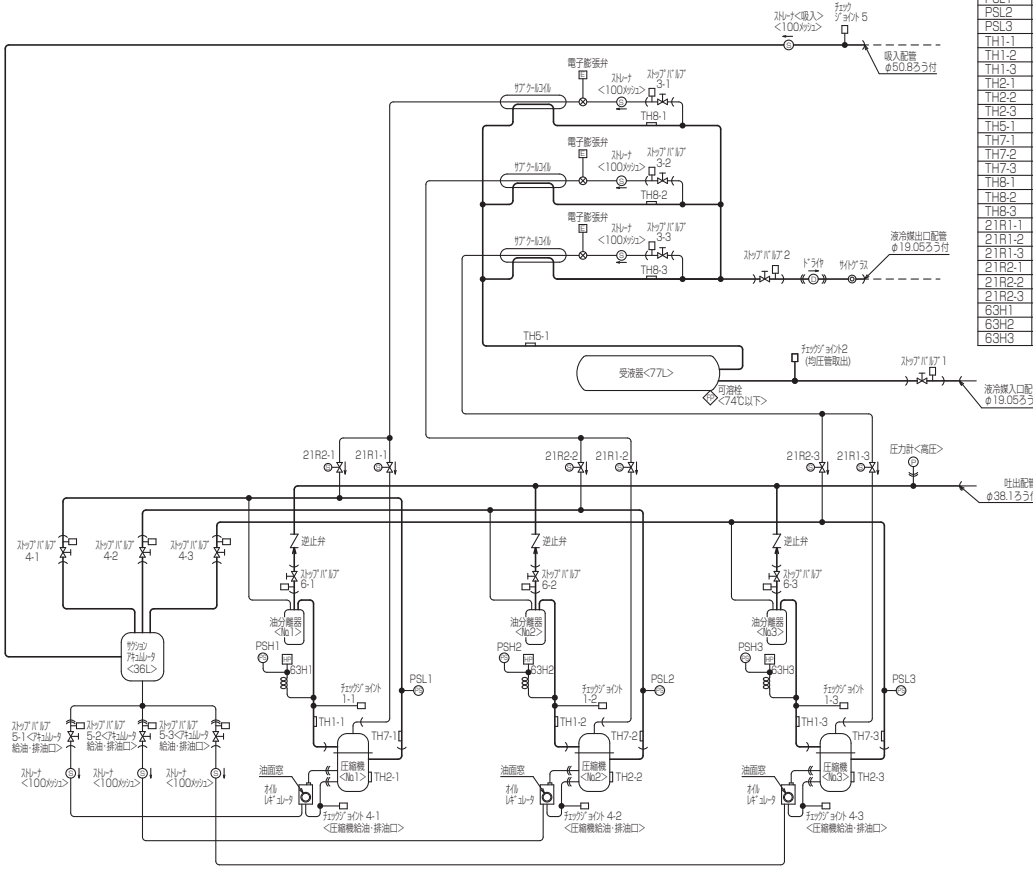 ストレーナ<吸入>
<100メッシュ>
チェック
ジョイント5
吸入配管
φ50.8ろう付
電子膨張弁
サブクールコイル
ストレーナ
<100メッシュ>
ストップバルブ
3-1
TH8-1
電子膨張弁
サブクールコイル
ストレーナ
<100メッシュ>
ストップバルブ
3-2
TH8-2
電子膨張弁
サブクールコイル
ストレーナ
<100メッシュ>
ストップバルブ
3-3
TH8-3
ストップバルブ2
ドライヤ
サイトグラス
液冷媒出口配管
φ19.05ろう付
TH5-1
受液器<77L>
可溶栓
<74℃以下>
チェックジョイント2
(均圧管取出)
ストップバルブ1
液冷媒入口配
φ19.05ろう
21R2-1
21R1-1
21R2-2
21R1-2
21R2-3
21R1-3
圧力計<高圧>
吐出配管
φ38.1ろう付
ストップバルブ
4-1
ストップバルブ
4-2
ストップバルブ
4-3
逆止弁
ストップバルブ
6-1
逆止弁
ストップバルブ
6-2
逆止弁
ストップバルブ
6-3
サクション
アキュムレータ
<36L>
油分離器
<No1>
油分離器
<No2>
油分離器
<No3>
PSH1
63H1
PSL1
PSH2
63H2
PSL2
PSH3
63H3
PSL3
チェックジョイント
1-1
チェックジョイント
1-2
チェックジョイント
1-3
TH1-1
TH7-1
TH1-2
TH7-2
TH1-3
TH7-3
ストップバルブ
5-1<アキュムレータ
給油・排油口>
ストップバルブ
5-2<アキュムレータ
給油・排油口>
ストップバルブ
5-3<アキュムレータ
給油・排油口>
ストレーナ
<100メッシュ>
ストレーナ
<100メッシュ>
ストレーナ
<100メッシュ>
油面窓
オイル
レギュレータ
圧縮機
<No1>
TH2-1
油面窓
オイル
レギュレータ
圧縮機
<No2>
TH2-2
油面窓
オイル
レギュレータ
圧縮機
<No3>
TH2-3
チェックジョイント4-1
<圧縮機給油・排油口>
チェックジョイント4-2
<圧縮機給油・排油口>
チェックジョイント4-3
<圧縮機給油・排油口>
PSL2
PSL3
TH1-1
TH1-2
TH1-3
TH2-1
TH2-2
TH2-3
TH5-1
TH7-1
TH7-2
TH7-3
TH8-1
TH8-2
TH8-3
21R1-1
21R1-2
21R1-3
21R2-1
21R2-2
21R2-3
63H1
63H2
63H3